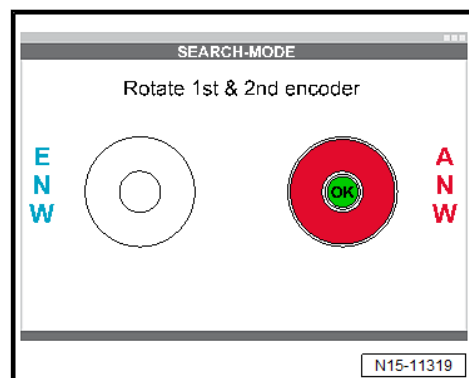 SEARCH-MODE
Rotate 1st & 2nd encoder
E
N
W
OK
A
N
W
N15-11319